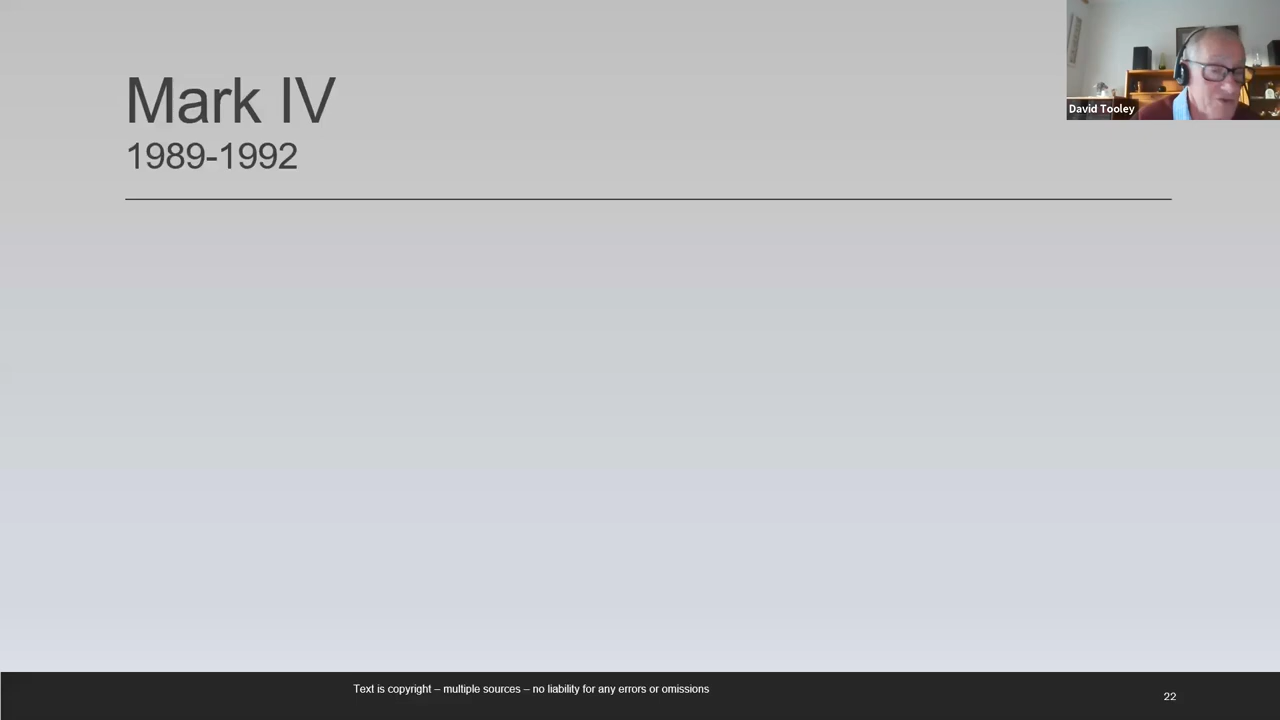 Mark IV
1989-1992
David Tooley
Text is copyright – multiple sources – no liability for any errors or omissions
22